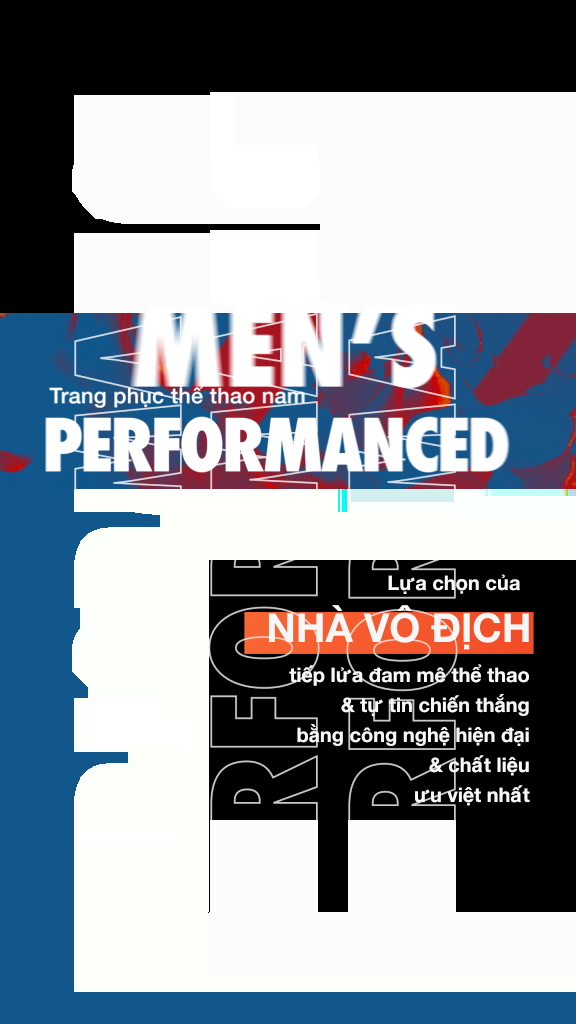 MEN'S
Trang phục thể thao nam
PERFORMANCED
Lựa chọn của
NHÀ VÔ ĐỊCH
tiếp lửa đam mê thể thao
& tự tin chiến thắng
bằng công nghệ hiện đại
& chất liệu
ưu việt nhất